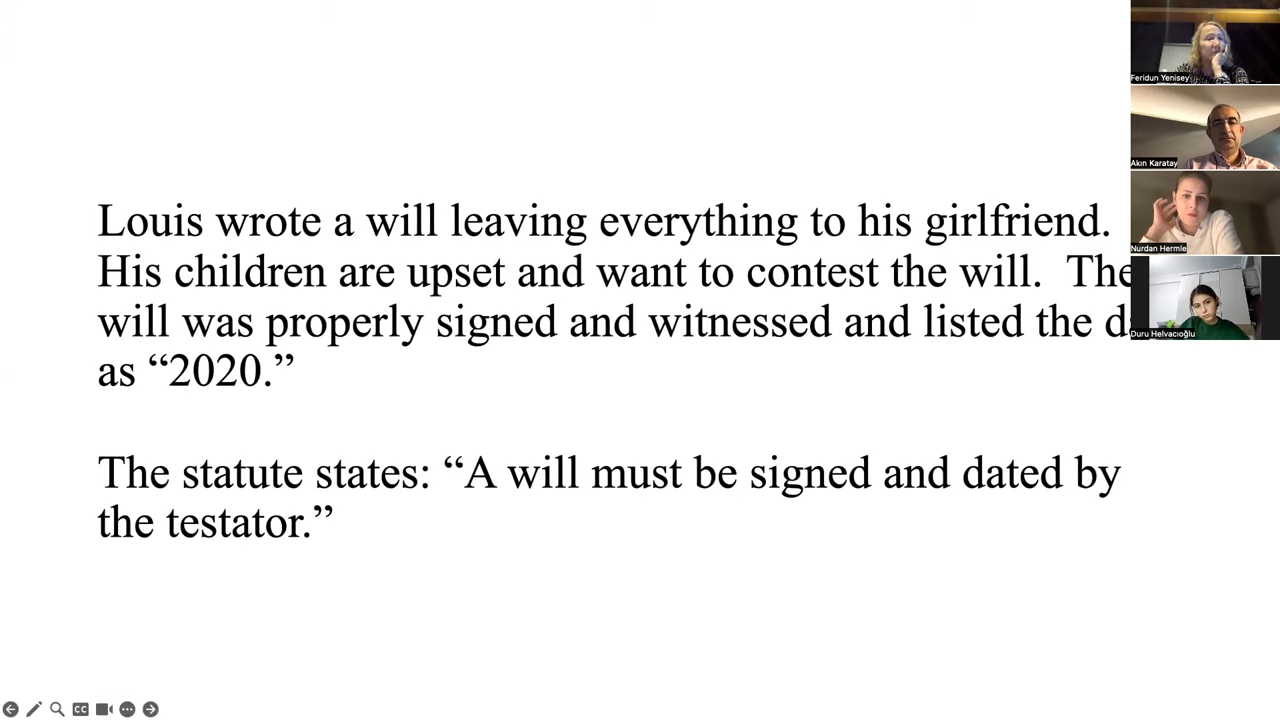 Louis wrote a will leaving everything to his girlfriend.
His children are upset and want to contest the will.  The
will was properly signed and witnessed and listed the
as “2020.”
The statute states: “A will must be signed and dated by
the testator.”
Feridun Yenisey
Akın Karatay
Nurdan Hermle
Duru Helvacıoğlu
CC